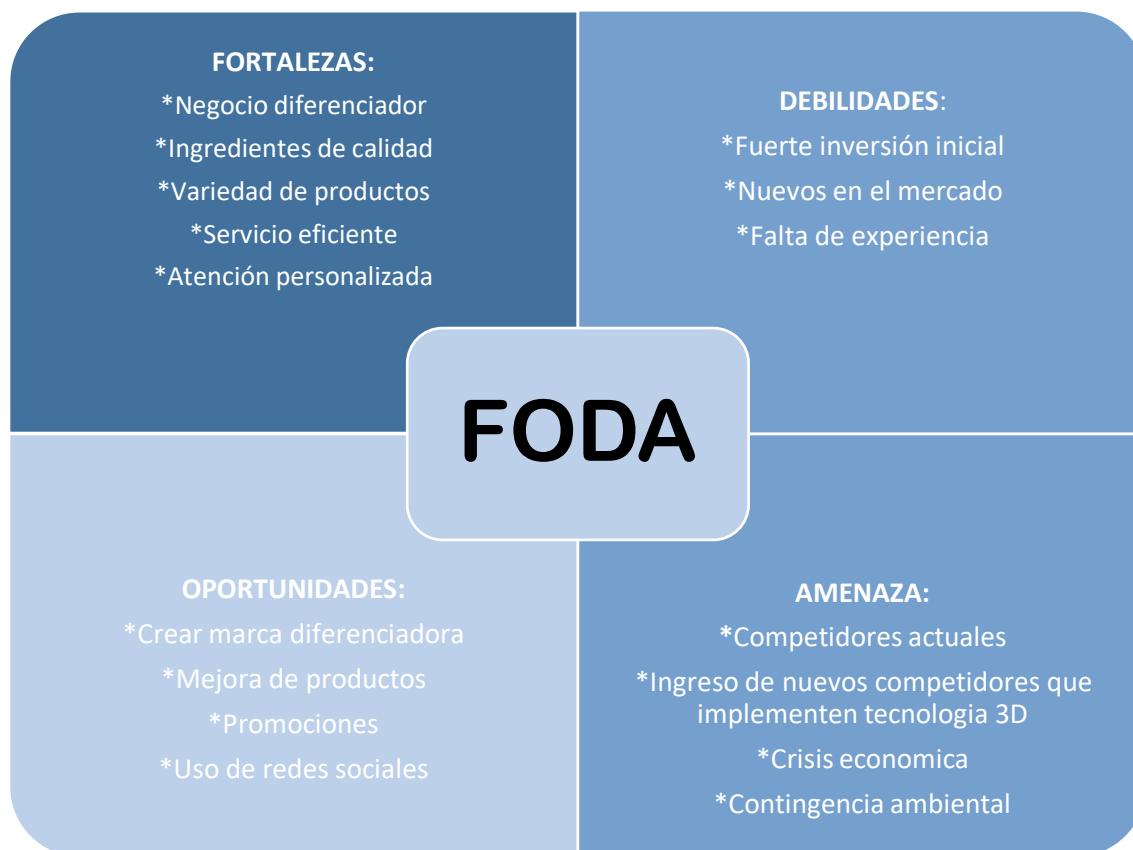 FORTALEZAS:
*Negocio diferenciador
*Ingredientes de calidad
*Variedad de productos
*Servicio eficiente
*Atención personalizada
DEBILIDADES:
*Fuerte inversión inicial
*Nuevos en el mercado
*Falta de experiencia
FODA
OPORTUNIDADES:
*Crear marca diferenciadora
*Mejora de productos
*Promociones
*Uso de redes sociales
AMENAZA:
*Competidores actuales
*Ingreso de nuevos competidores que
implementen tecnologia 3D
*Crisis economica
*Contingencia ambiental